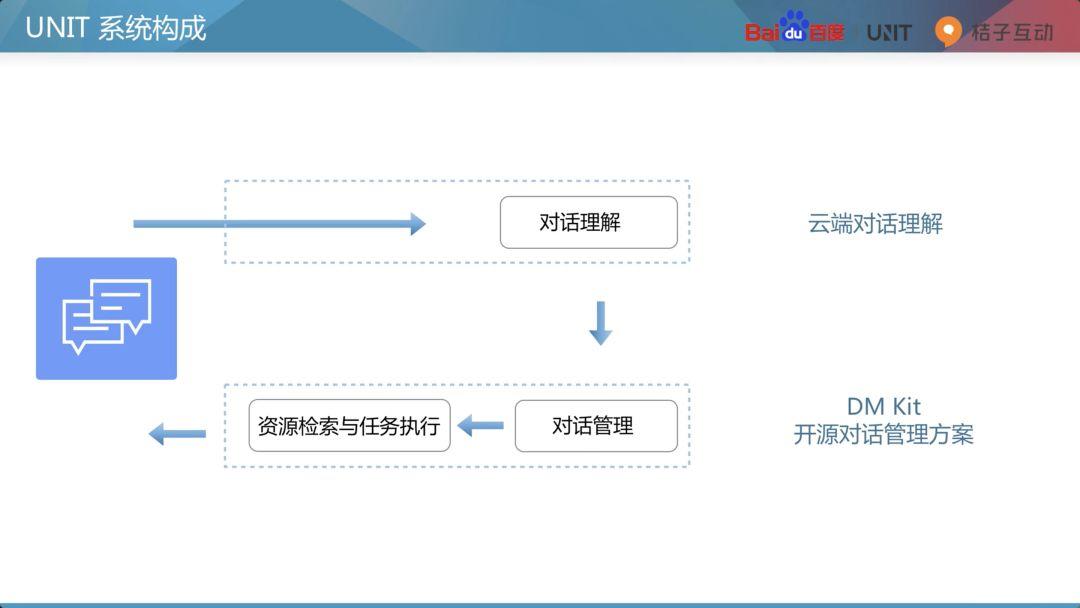 UNIT 系统构成
Baidu百度 UNIT 桔子互动
对话理解
云端对话理解
资源检索与任务执行
对话管理
DM Kit
开源对话管理方案